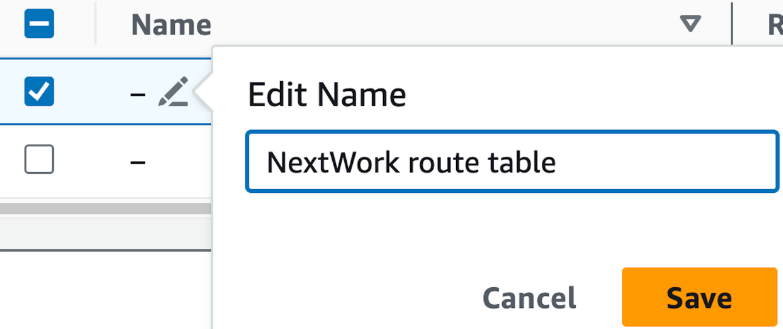 Name
R
–
Edit Name
NextWork route table
–
Cancel
Save